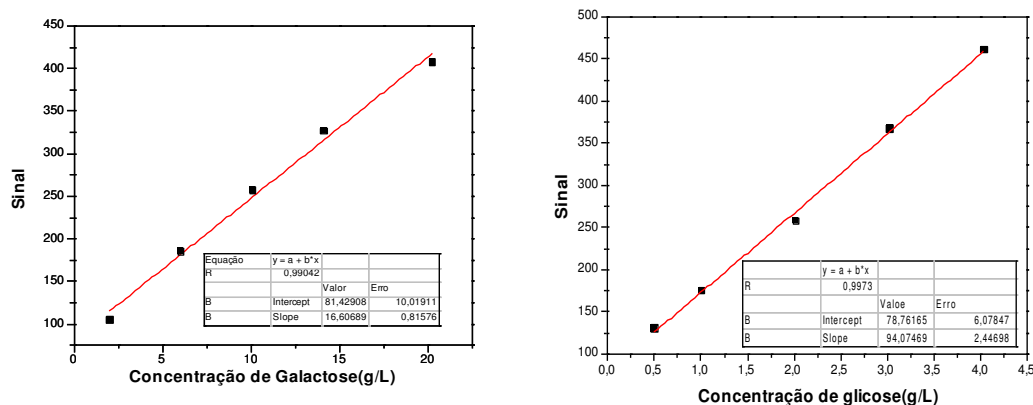 450
400
350
300
250
200
150
100
Sinal
0
5
10
15
20
Concentração de Galactose(g/L)
Equação y = a + b*x
R 0,99042
Valor Erro
B Intercept 81,42908 10,01911
B Slope 16,60689 0,81576
500
450
400
350
300
250
200
150
100
Sinal
0,0 0,5 1,0 1,5 2,0 2,5 3,0 3,5 4,0 4,5
Concentração de glicose(g/L)
y = a + b*x
R 0,9973
Valoe Erro
B Intercept 78,76165 6,07847
B Slope 94,07469 2,44698